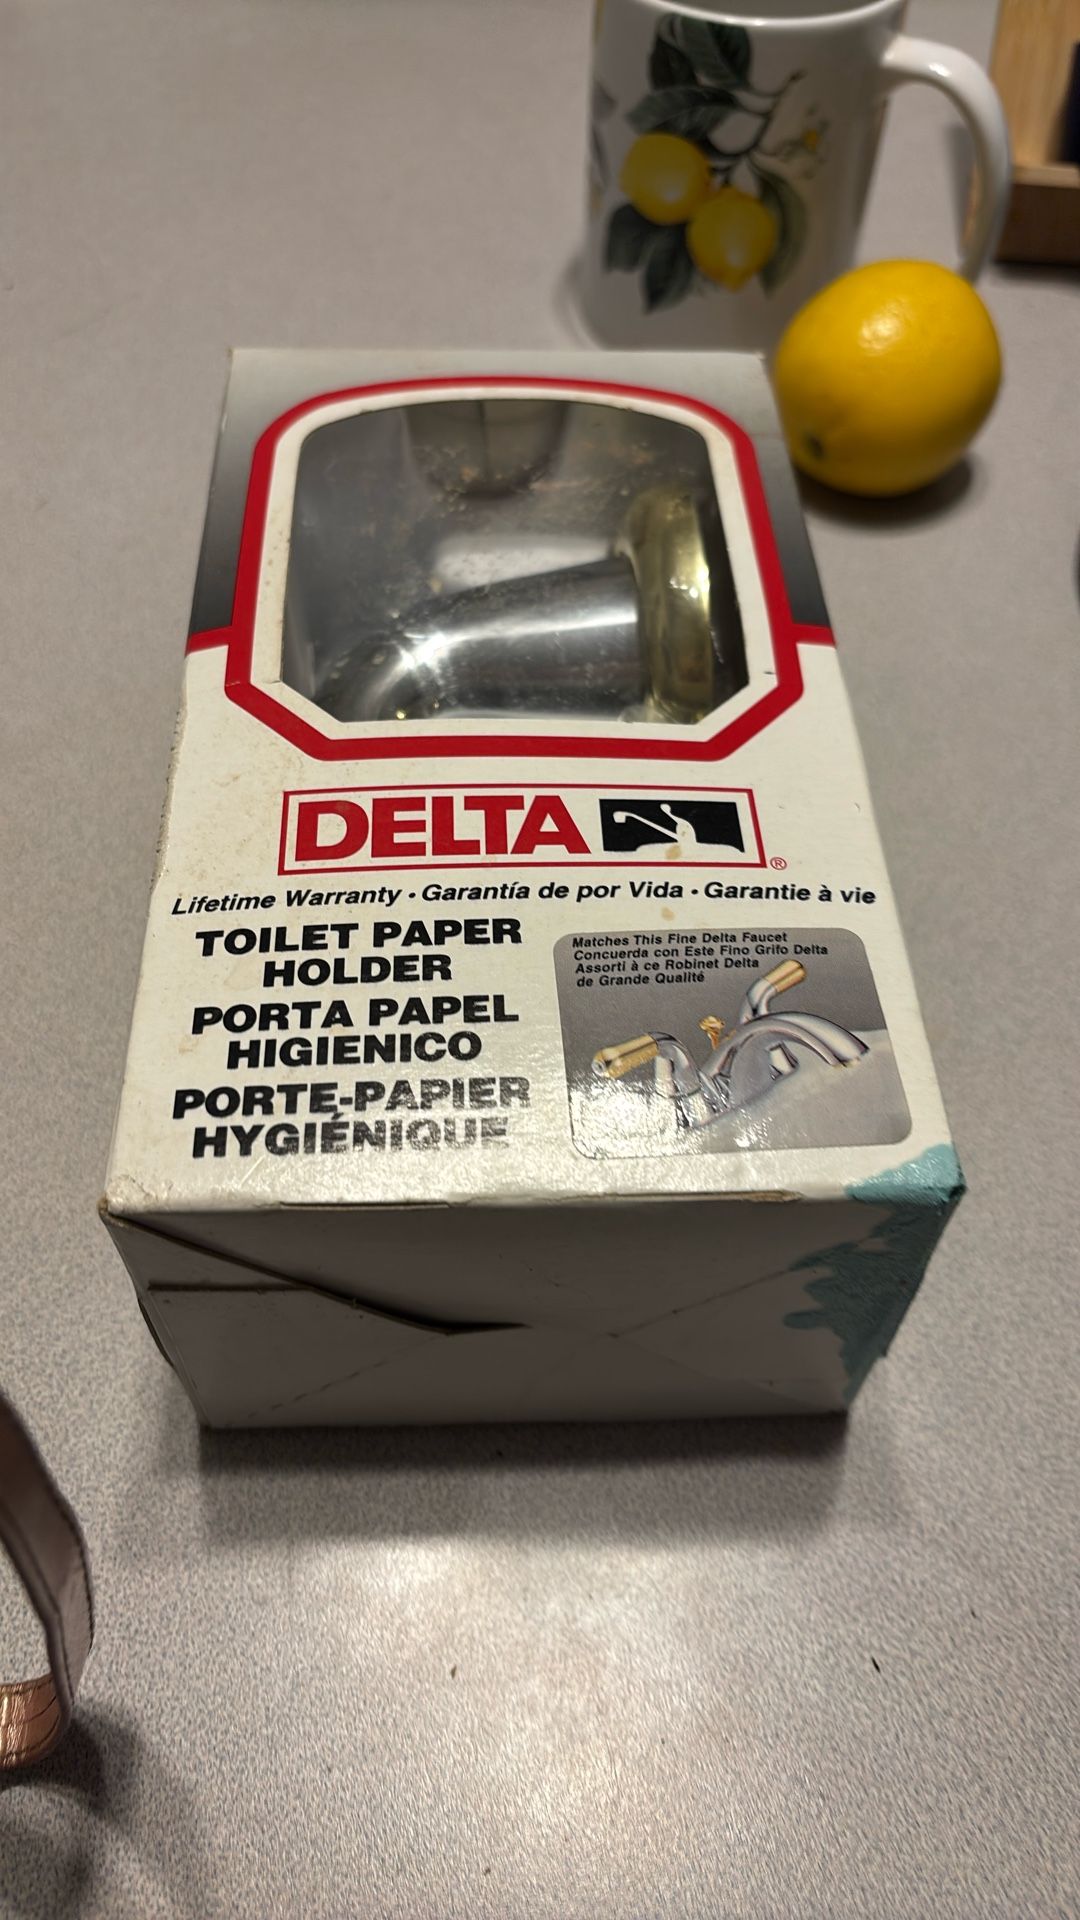 DELTA
®
Lifetime Warranty • Garantía de por Vida • Garantie à vie
TOILET PAPER
HOLDER
PORTA PAPEL
HIGIENICO
PORTE-PAPIER
HYGIÉNIQUE
Matches This Fine Delta Faucet
Concuerda con Este Fino Grifo Delta
Assorti à ce Robinet Delta
de Grande Qualité